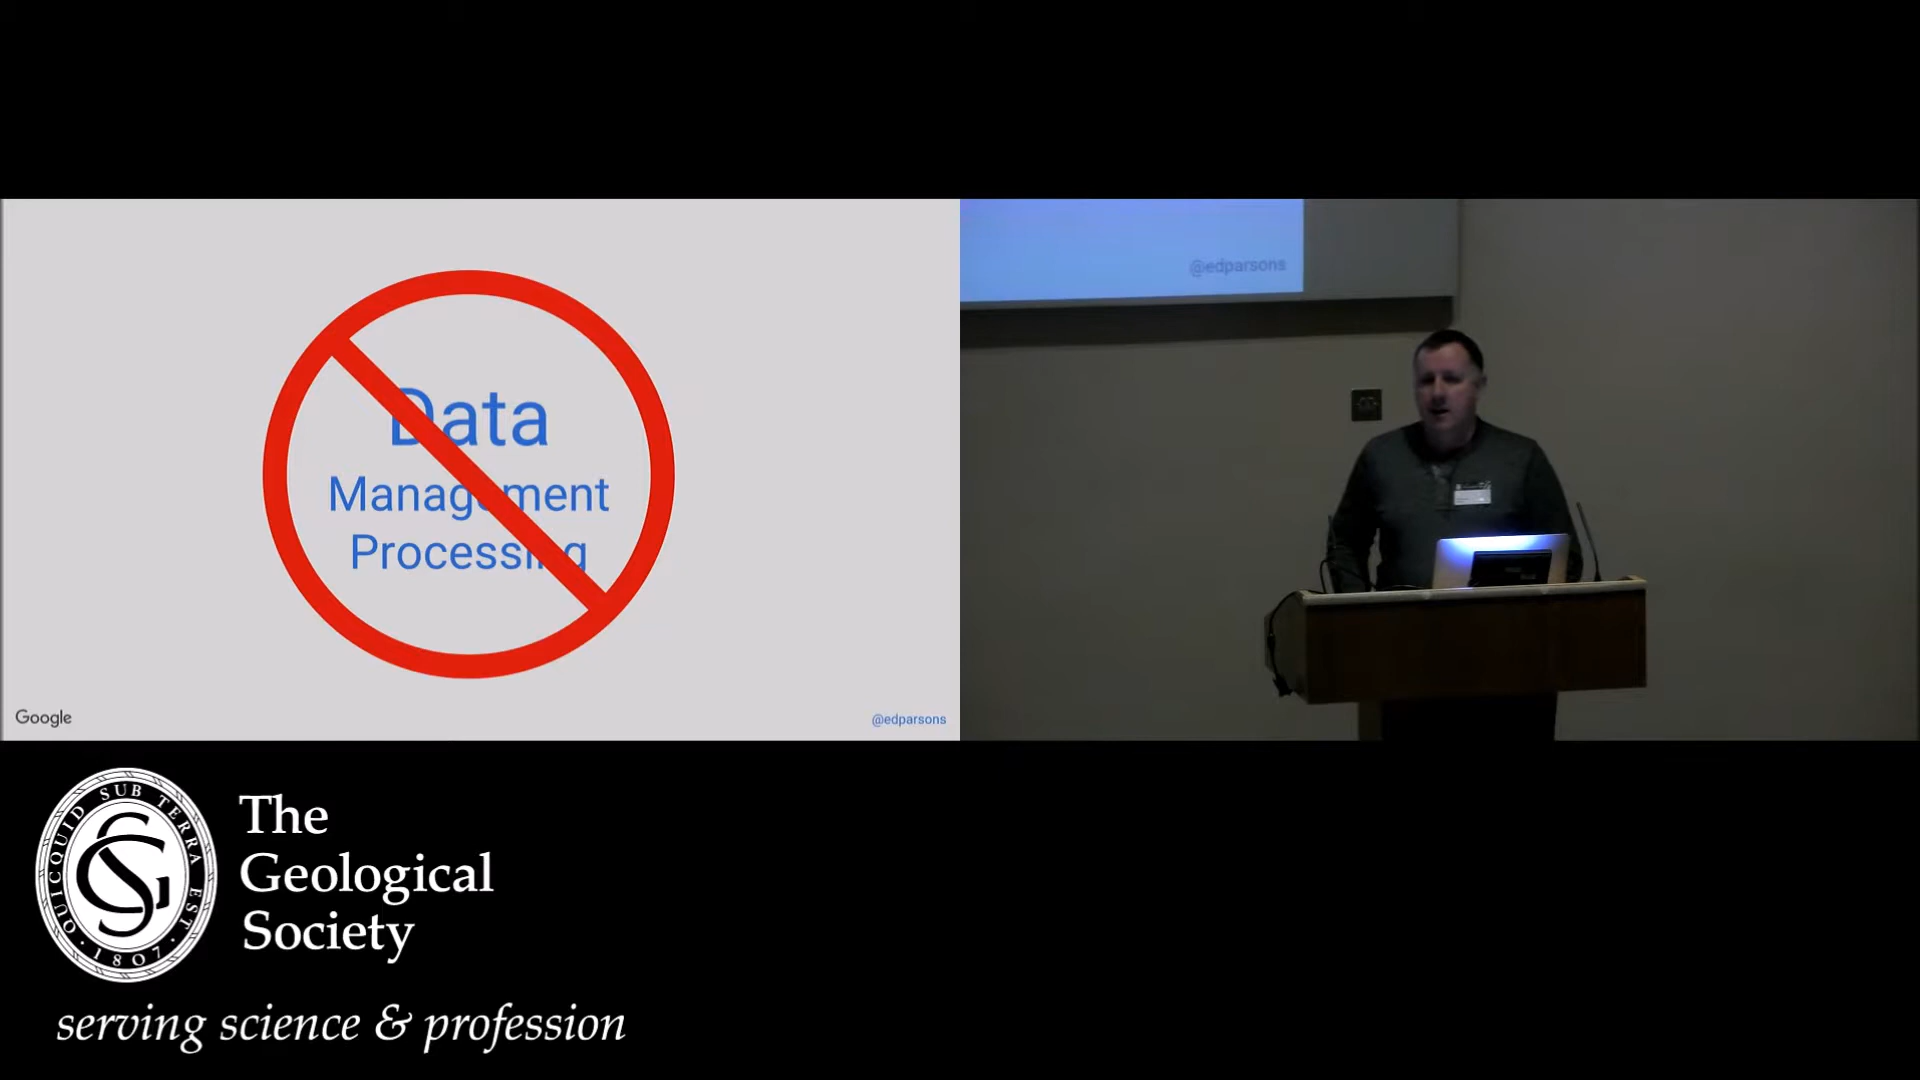 Data
Management
Processing
Google
@edparsons
@edparsons
QUICQUID SUB TERRA EST
· 1807 ·
The
Geological
Society
serving science & profession